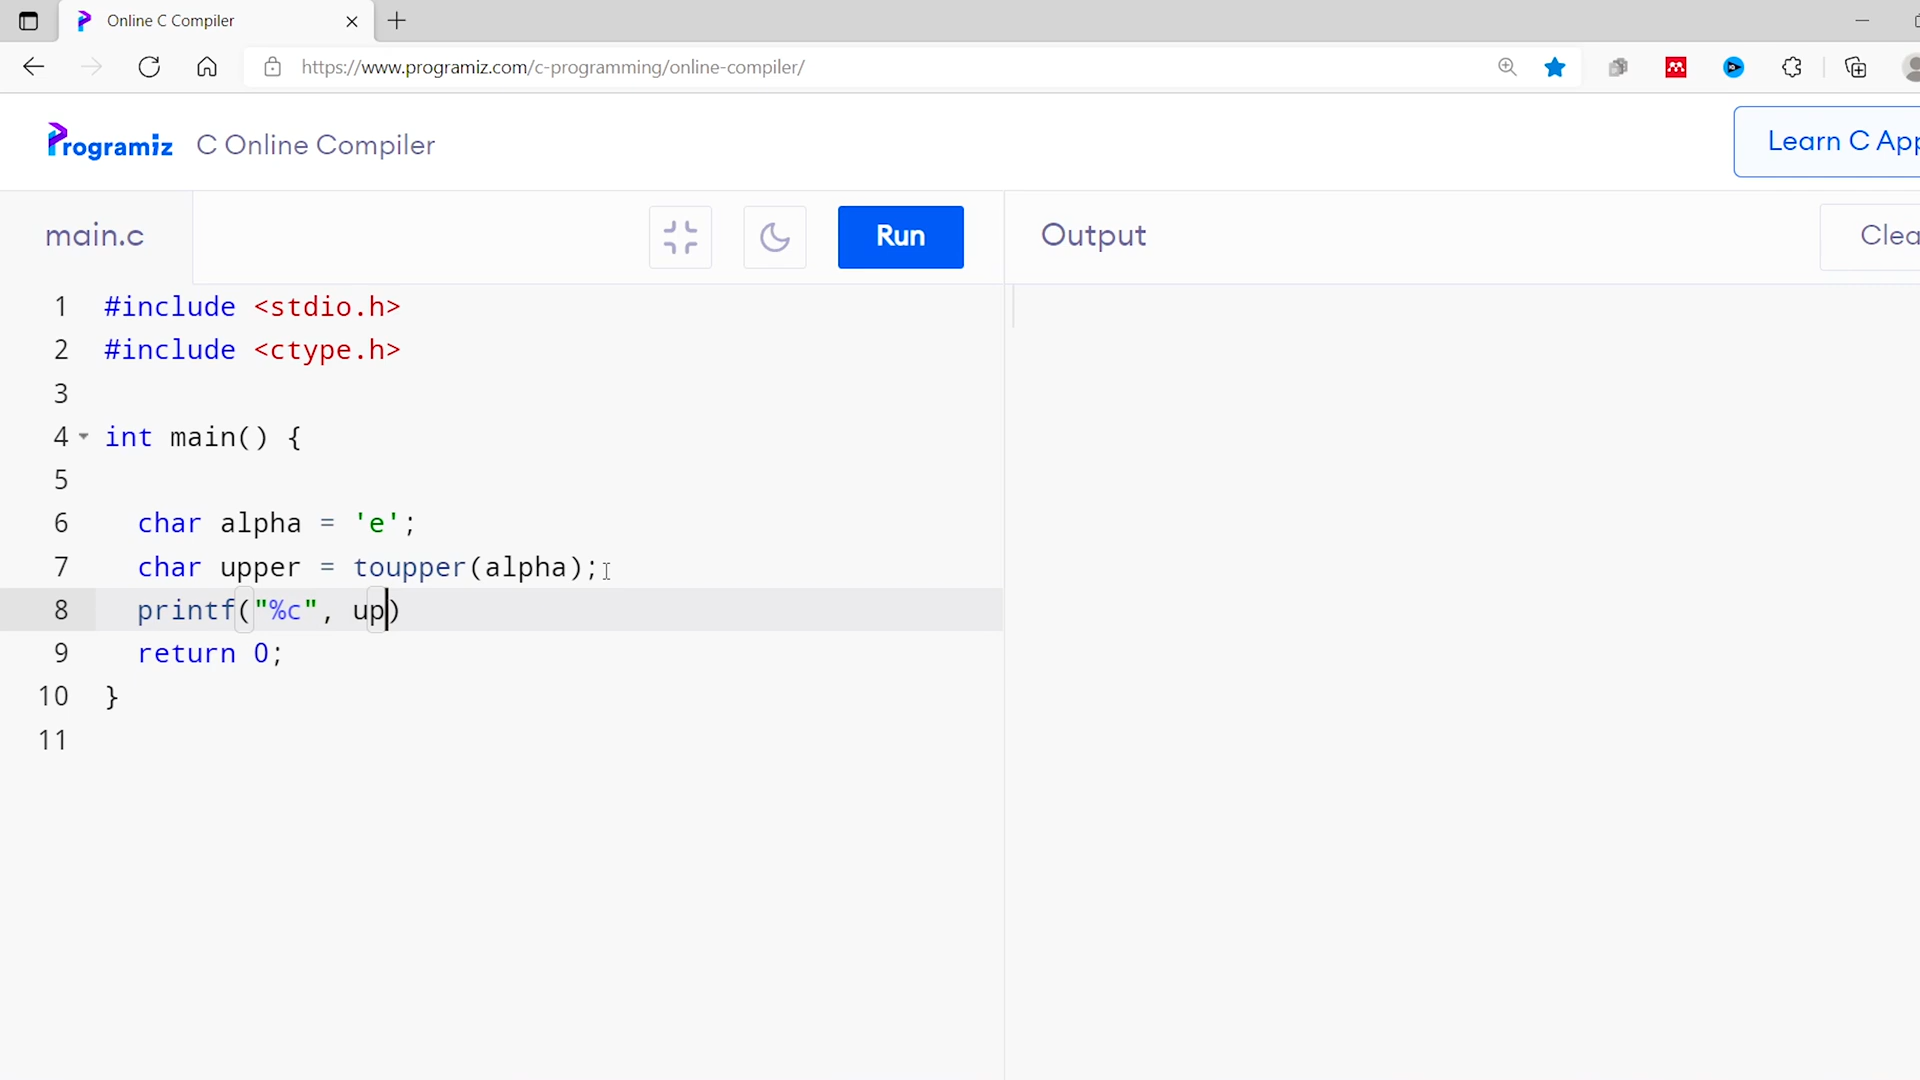 Online C Compiler
https://www.programiz.com/c-programming/online-compiler/
Programiz C Online Compiler
Learn C App
main.c
Run
Output
Clea
1 #include <stdio.h>
2 #include <ctype.h>
3
4 int main() {
5
6 char alpha = 'e';
7 char upper = toupper(alpha);
8 printf("%c", up)
9 return 0;
10 }
11